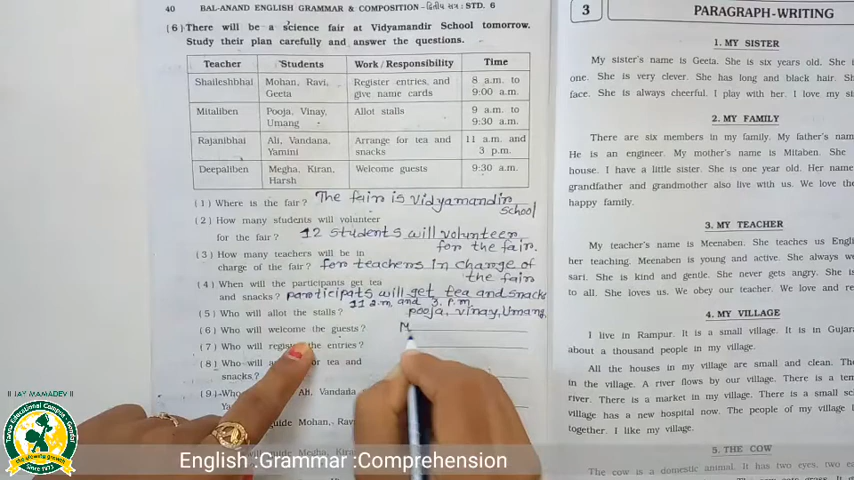 40 BAL-ANAND ENGLISH GRAMMAR & COMPOSITION – દ્વિતીય સત્ર : STD. 6
(6) There will be a science fair at Vidyamandir School tomorrow.
Study their plan carefully and answer the questions.
Teacher Students Work / Responsibility Time
Shaileshbhai Mohan, Ravi, Geeta Register entries, and give name cards 8 a.m. to 9:00 a.m.
Mitaliben Pooja, Vinay, Umang Allot stalls 9 a.m. to 9:30 a.m.
Rajanibhai Ali, Vandana, Yamini Arrange for tea and snacks 11 a.m. and 3 p.m.
Deepaliben Megha, Kiran, Harsh Welcome guests 9:30 a.m.
(1) Where is the fair? The fair is vidyamandir
school
(2) How many students will volunteer
for the fair? 12 students will volunteer
for the fair.
(3) How many teachers will be in
charge of the fair? for teachers in change of
the fair
(4) When will the participants get tea
and snacks? participats will get tea and snacks
11 a.m. and 3. P.m.
(5) Who will allot the stalls? pooja, vinay, Umang,
(6) Who will welcome the guests? M
(7) Who will the entries?
(8) Who will tea and
snacks?
(9) Ali, Vandana
guide Mohan, Ra
Megha, Kira
3 PARAGRAPH-WRITING
1. MY SISTER
My sister's name is Geeta. She is six years old. She i
one. She is very clever. She has long and black hair. S
face. She is always cheerful. I play with her. I love my si
2. MY FAMILY
There are six members in my family. My father's nam
He is an engineer. My mother's name is Mitaben. She
house. I have a little sister. She is one year old. Her name
grandfather and grandmother also live with us. We love the
happy family.
3. MY TEACHER
My teacher's name is Meenaben. She teaches us Engl
her teaching. Meenaben is young and active. She always w
sari. She is kind and gentle. She never gets angry. She is
to all. She loves us. We obey our teacher. We love and re
4. MY VILLAGE
I live in Rampur. It is a small village. It is in Gujara
about a thousand people in my village.
All the houses in my village are small and clean. Th
in the village. A river flows by our village. There is a te
river. There is a market in my village. There is a small s
village has a new hospital now. The people of my village l
together. I like my village.
5. THE COW
The cow is a domestic animal. It has two eyes, two ea
|| JAY MAMADEV ||
English :Grammar :Comprehension